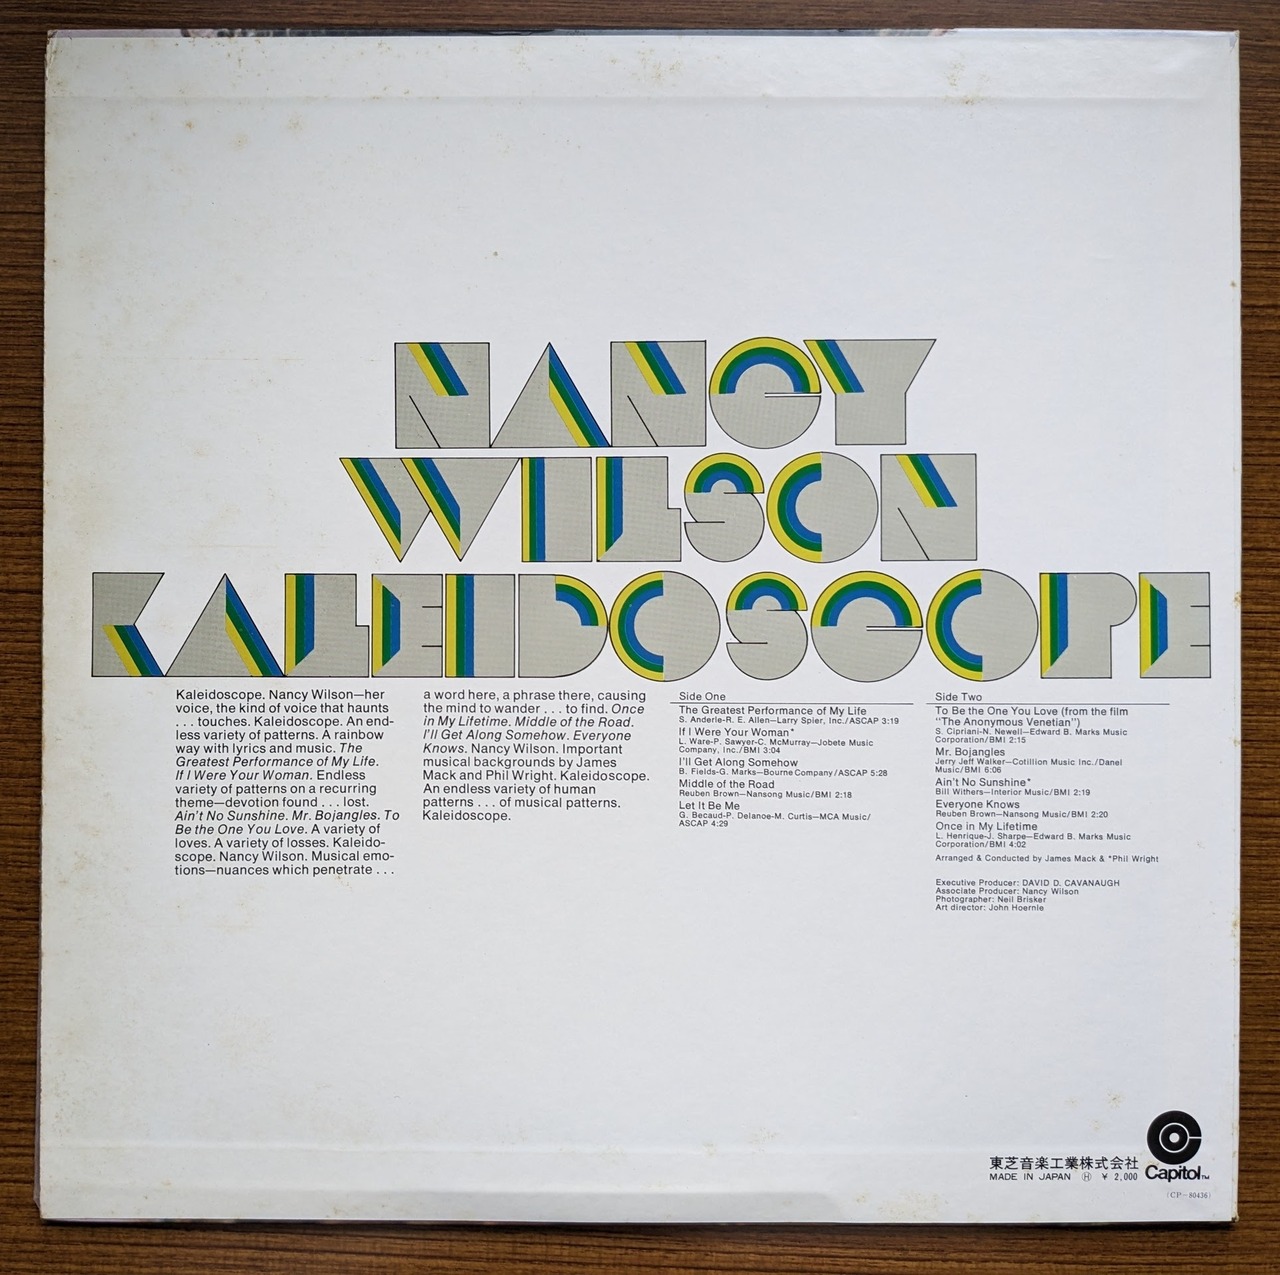 NANCY
WILSON
KALEIDOSCOPE
Kaleidoscope. Nancy Wilson—her
voice, the kind of voice that haunts
. . . touches. Kaleidoscope. An end-
less variety of patterns. A rainbow
way with lyrics and music. The
Greatest Performance of My Life.
If I Were Your Woman. Endless
variety of patterns on a recurring
theme—devotion found . . . lost.
Ain't No Sunshine. Mr. Bojangles. To
Be the One You Love. A variety of
loves. A variety of losses. Kaleido-
scope. Nancy Wilson. Musical emo-
tions—nuances which penetrate . . .
a word here, a phrase there, causing
the mind to wander . . . to find. Once
in My Lifetime. Middle of the Road.
I'll Get Along Somehow. Everyone
Knows. Nancy Wilson. Important
musical backgrounds by James
Mack and Phil Wright. Kaleidoscope.
An endless variety of human
patterns . . . of musical patterns.
Kaleidoscope.
Side One
The Greatest Performance of My Life
S. Anderle-R. E. Allen—Larry Spier, Inc./ASCAP 3:19
If I Were Your Woman*
L. Ware-P. Sawyer-C. McMurray—Jobete Music
Company, Inc./BMI 3:04
I'll Get Along Somehow
B. Fields-G. Marks—Bourne Company/ASCAP 5:28
Middle of the Road
Reuben Brown—Nansong Music/BMI 2:18
Let It Be Me
G. Becaud-P. Delanoe-M. Curtis—MCA Music/
ASCAP 4:29
Side Two
To Be the One You Love (from the film
"The Anonymous Venetian")
S. Cipriani-N. Newell—Edward B. Marks Music
Corporation/BMI 2:15
Mr. Bojangles
Jerry Jeff Walker—Cotillion Music Inc./Danel
Music/BMI 6:06
Ain't No Sunshine*
Bill Withers—Interior Music/BMI 2:19
Everyone Knows
Reuben Brown—Nansong Music/BMI 2:20
Once in My Lifetime
L. Henrique-J. Sharpe—Edward B. Marks Music
Corporation/BMI 4:02
Arranged & Conducted by James Mack & *Phil Wright
Executive Producer: DAVID D. CAVANAUGH
Associate Producer: Nancy Wilson
Photographer: Neil Brisker
Art director: John Hoernle
東芝音楽工業株式会社
MADE IN JAPAN Ⓗ ¥ 2,000
Capitol™
(CP-80436)